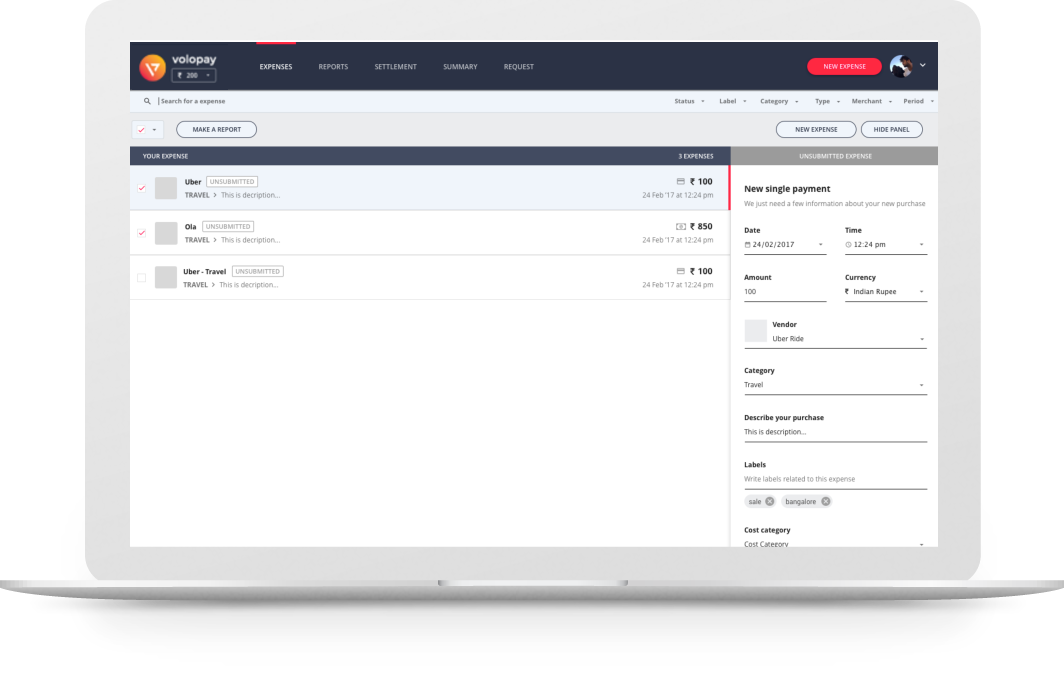 volopay
₹ 200
EXPENSES REPORTS SETTLEMENT SUMMARY REQUEST
NEW EXPENSE
Search for a expense
Status Label Category Type Merchant Period
MAKE A REPORT
NEW EXPENSE HIDE PANEL
YOUR EXPENSE 3 EXPENSES
Uber UNSUBMITTED ₹ 100
TRAVEL > This is decription... 24 Feb '17 at 12:24 pm
Ola UNSUBMITTED ₹ 850
TRAVEL > This is decription... 24 Feb '17 at 12:24 pm
Uber - Travel UNSUBMITTED ₹ 100
TRAVEL > This is decription... 24 Feb '17 at 12:24 pm
UNSUBMITTED EXPENSE
New single payment
We just need a few information about your new purchase
Date Time
24/02/2017 12:24 pm
Amount Currency
100 ₹ Indian Rupee
Vendor
Uber Ride
Category
Travel
Describe your purchase
This is description...
Labels
Write labels related to this expense
sale bangalore
Cost category
Cost Category